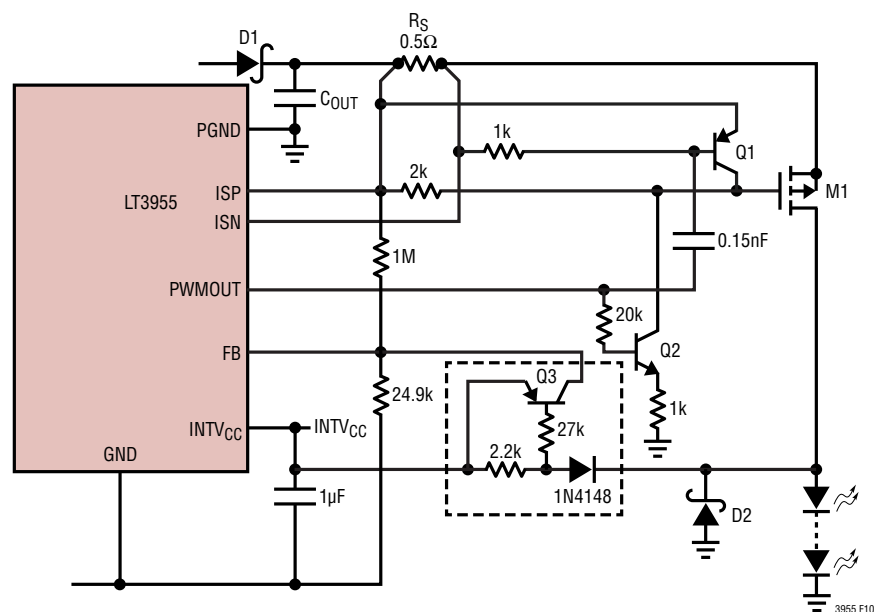 D1
RS
0.5Ω
COUT
PGND
1k
Q1
LT3955
ISP
2k
M1
ISN
0.15nF
1M
PWMOUT
20k
Q2
FB
Q3
24.9k
1k
INTVCC
INTVCC
27k
GND
2.2k
1µF
1N4148
D2
3955 F10